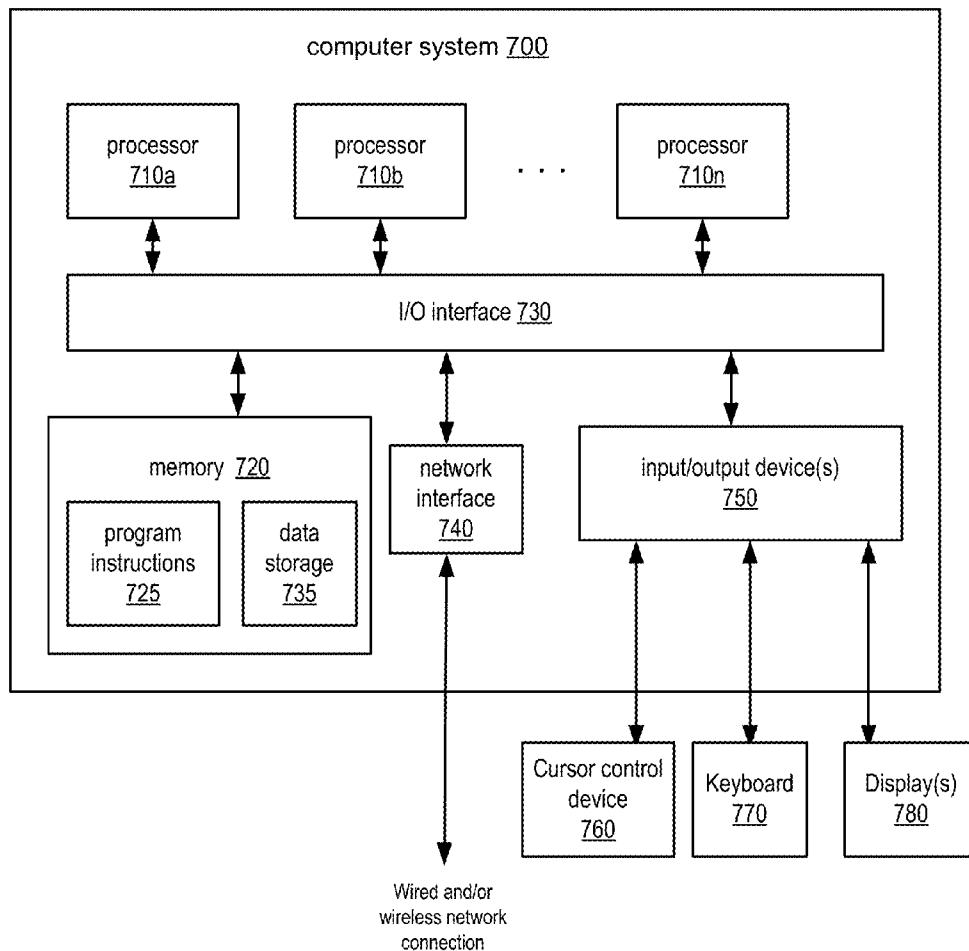 computer system 700
processor
710a
processor
710b
. . .
processor
710n
I/O interface 730
memory 720
program
instructions
725
data
storage
735
network
interface
740
input/output device(s)
750
Cursor control
device
760
Keyboard
770
Display(s)
780
Wired and/or
wireless network
connection